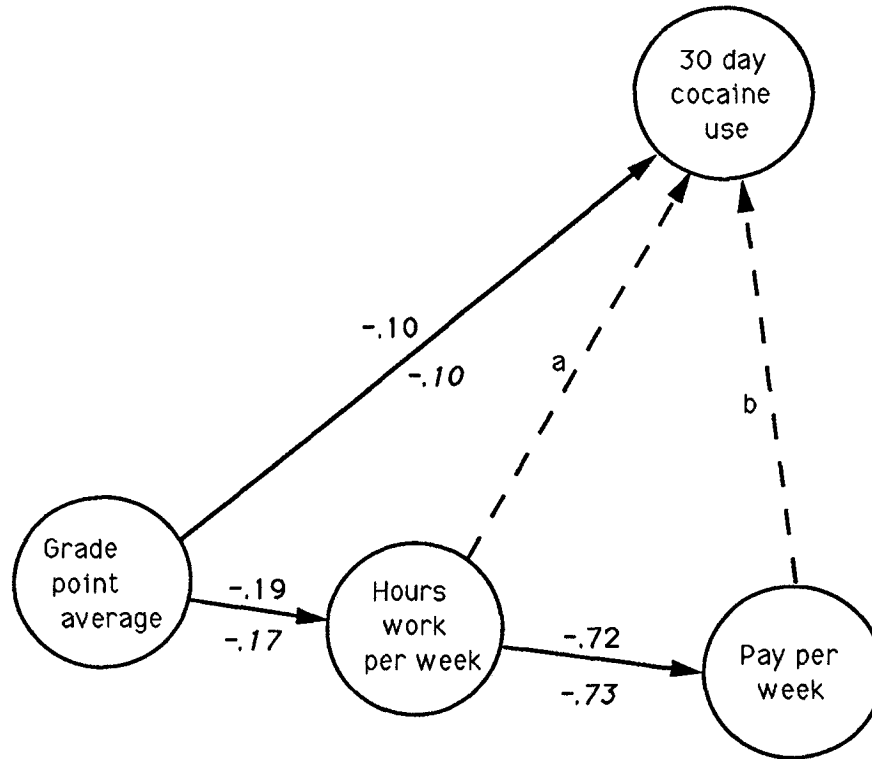 30 day
cocaine
use
-.10
-.10
a
b
Grade
point
average
-.19
-.17
Hours
work
per week
-.72
-.73
Pay per
week